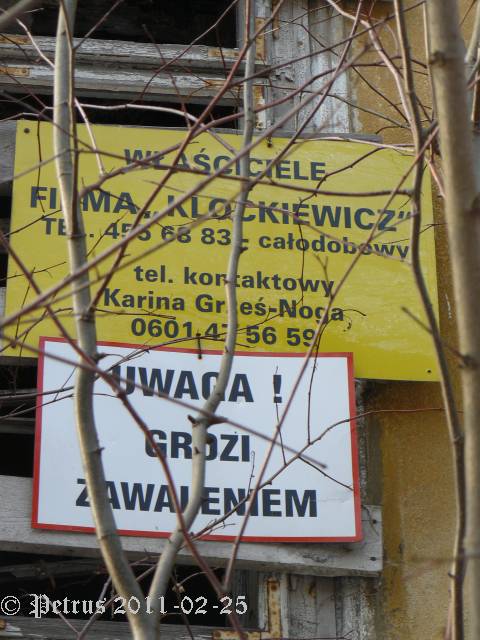 WŁAŚCICIELE
FIRMA „KLOCKIEWICZ”
TEL. 455 68 83 - całodobowy
tel. kontaktowy
Karina Grześ-Noga
0601 47 56 59
UWAGA !
GROZI
ZAWALENIEM
© Petrus 2011-02-25